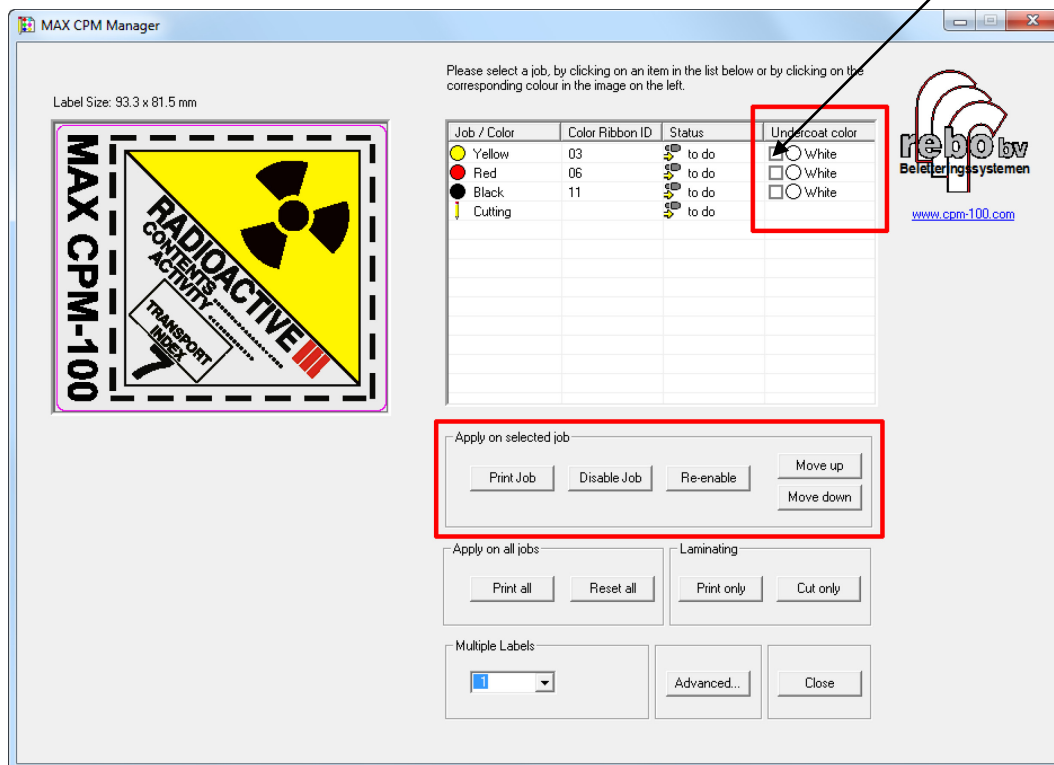 MAX CPM Manager
Please select a job, by clicking on an item in the list below or by clicking on the
corresponding colour in the image on the left.
Label Size: 93.3 x 81.5 mm
MAX CPM-100
RADIOACTIVE III
CONTENTS
ACTIVITY
TRANSPORT
INDEX
7
Job / Color Color Ribbon ID Status Undercoat color
Yellow 03 to do White
Red 06 to do White
Black 11 to do White
Cutting to do
rebo bv
Beletteringssystemen
www.cpm-100.com
Apply on selected job
Print Job Disable Job Re-enable Move up
Move down
Apply on all jobs Laminating
Print all Reset all Print only Cut only
Multiple Labels
1 Advanced... Close